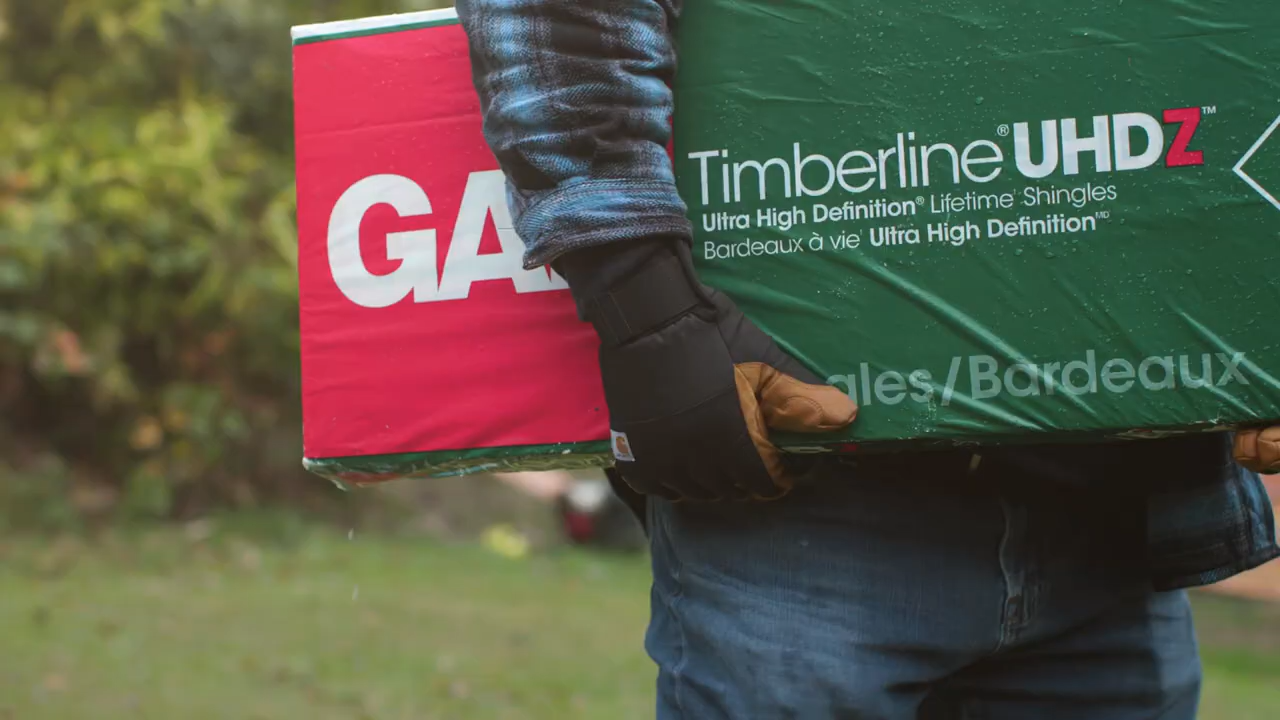 GA
Timberline® UHDZ™
Ultra High Definition® Lifetime Shingles
Bardeaux à vie Ultra High Definition MD
gles/Bardeaux